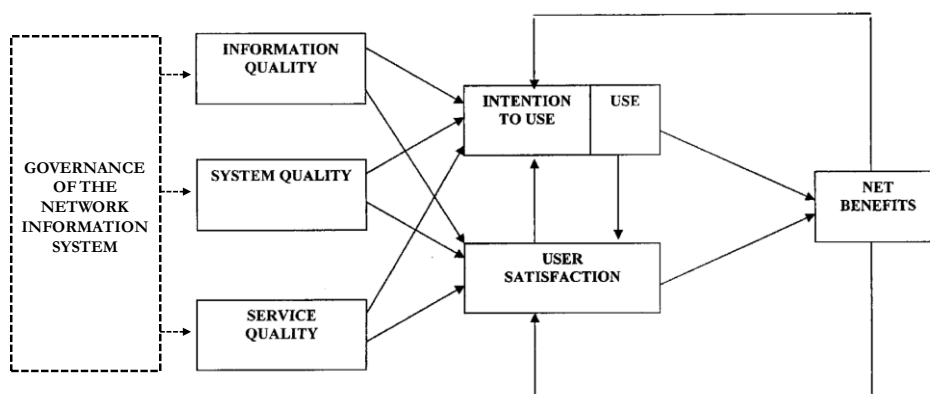 GOVERNANCE
OF THE
NETWORK
INFORMATION
SYSTEM
INFORMATION
QUALITY
SYSTEM QUALITY
SERVICE
QUALITY
INTENTION
TO USE
USE
USER
SATISFACTION
NET
BENEFITS